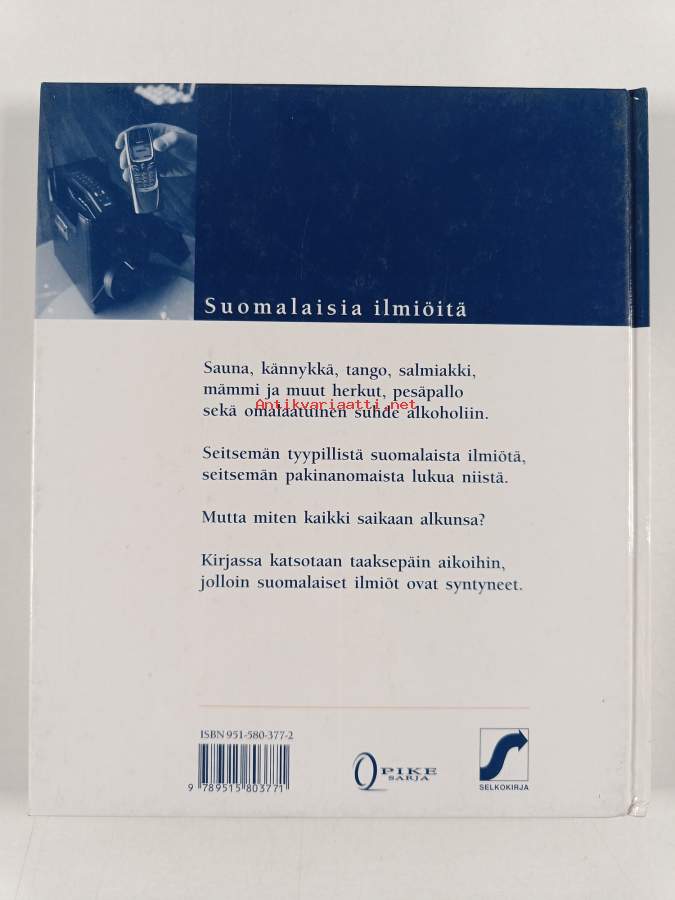 Suomalaisia ilmiöitä
Sauna, kännykkä, tango, salmiakki,
mämmi ja muut herkut, pesäpallo
Antikvariaatti.net
sekä omalaatuinen suhde alkoholiin.
Seitsemän tyypillistä suomalaista ilmiötä,
seitsemän pakinanomaista lukua niistä.
Mutta miten kaikki saikaan alkunsa?
Kirjassa katsotaan taaksepäin aikoihin,
jolloin suomalaiset ilmiöt ovat syntyneet.
ISBN 951-580-377-2
9 789515 803771
OPIKE
SARJA
SELKOKIRJA